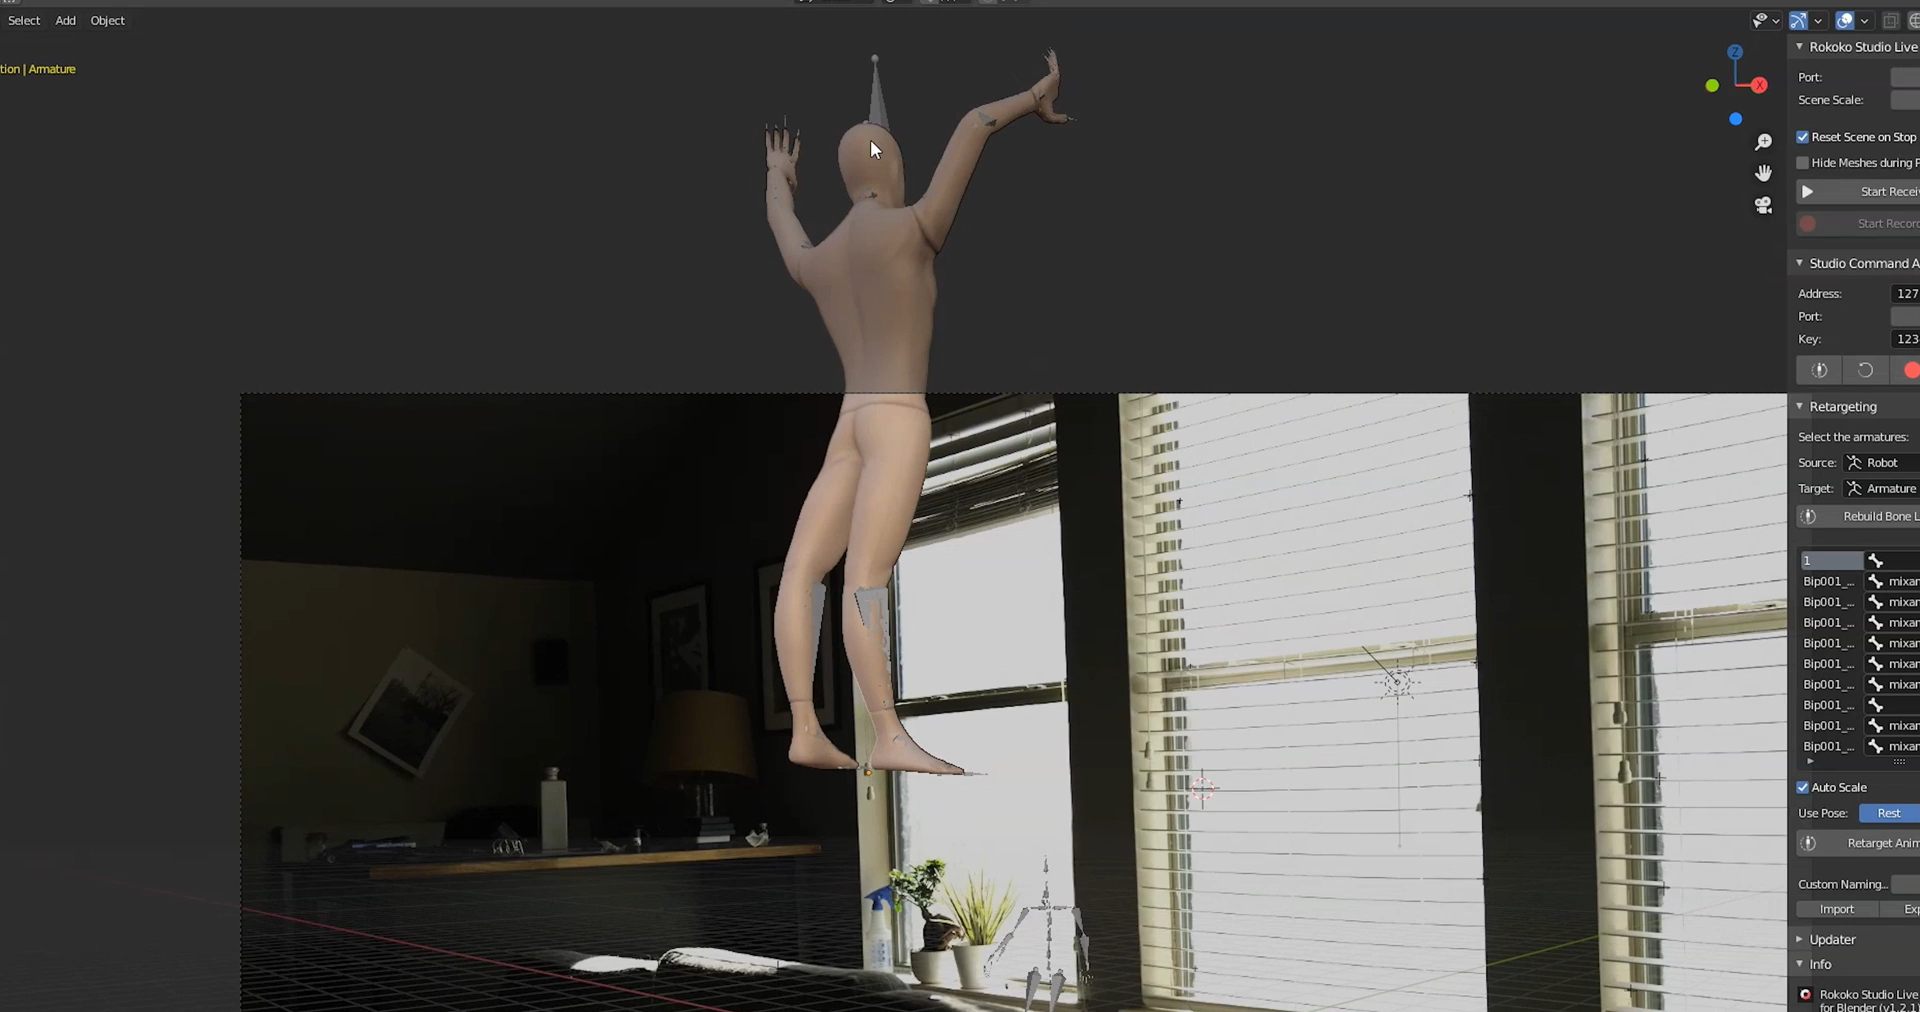 Select Add Object
tion | Armature
Z
X
Rokoko Studio Live
Port:
Scene Scale:
Reset Scene on Stop
Hide Meshes during P
Start Recei
Start Record
Studio Command A
Address: 127
Port:
Key: 123
Retargeting
Select the armatures:
Source: Robot
Target: Armature
Rebuild Bone L
1
Bip001_... mixar
Bip001_... mixar
Bip001_... mixar
Bip001_... mixar
Bip001_... mixar
Bip001_... mixar
Bip001_...
Bip001_... mixar
Bip001_... mixar
Auto Scale
Use Pose: Rest
Retarget Anim
Custom Naming...
Import Exp
Updater
Info
Rokoko Studio Live
for Blender (v1.2.1)